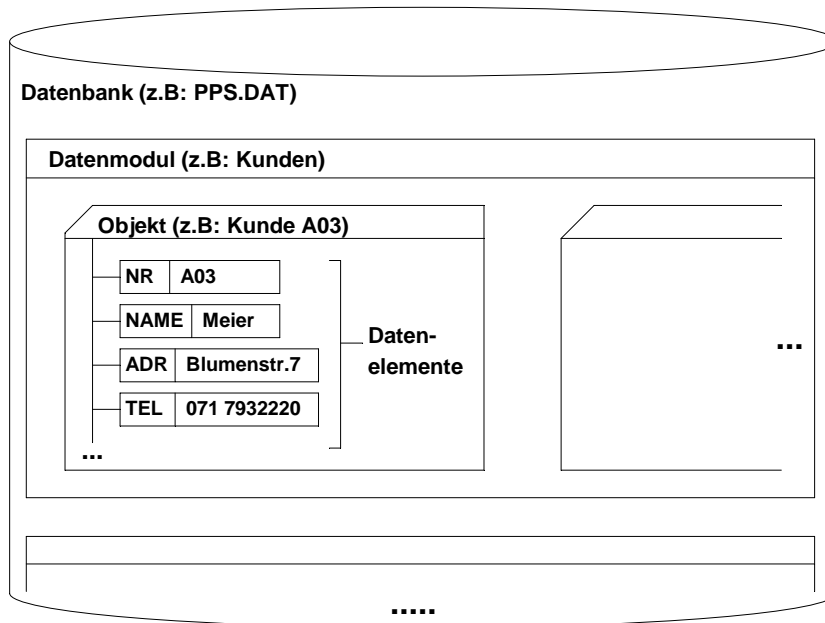 Datenbank (z.B: PPS.DAT)
Datenmodul (z.B: Kunden)
Objekt (z.B: Kunde A03)
NR A03
NAME Meier
ADR Blumenstr.7
TEL 071 7932220
...
Daten-
elemente
...
.....